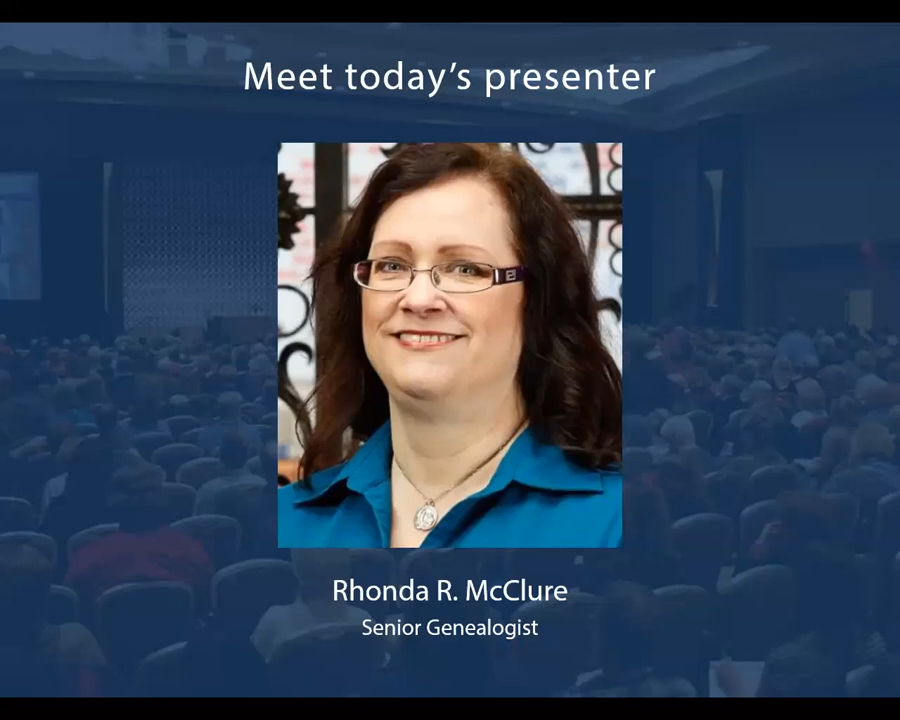 Meet today’s presenter
Rhonda R. McClure
Senior Genealogist